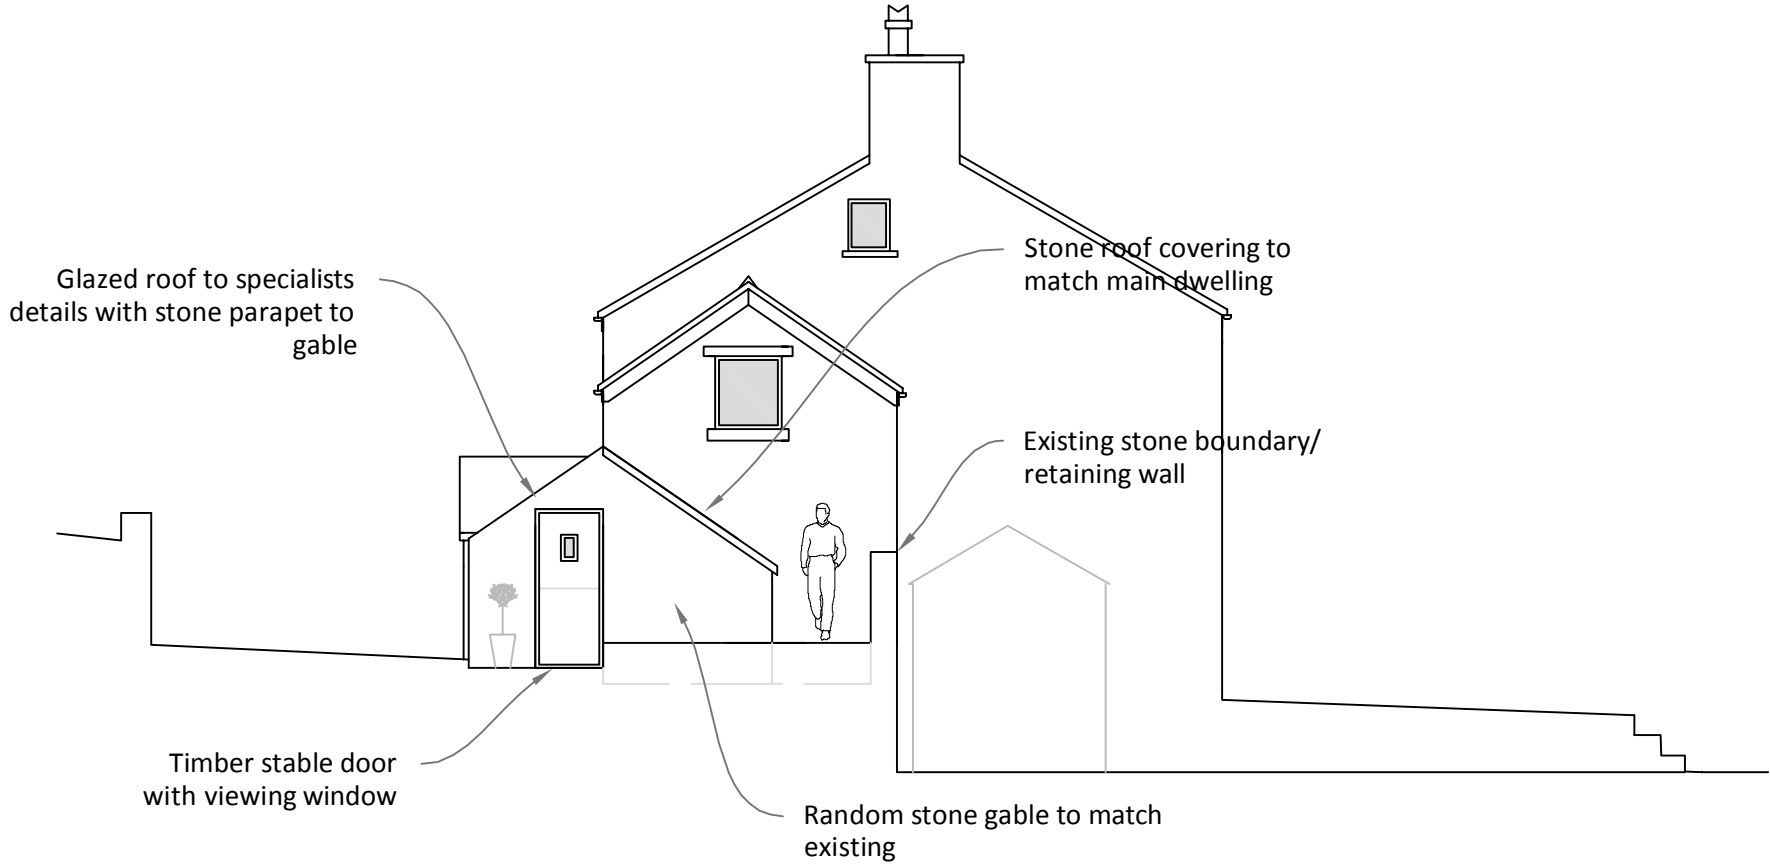 Stone roof covering to
match main dwelling
Glazed roof to specialists
details with stone parapet to
gable
Existing stone boundary/
retaining wall
Timber stable door
with viewing window
Random stone gable to match
existing